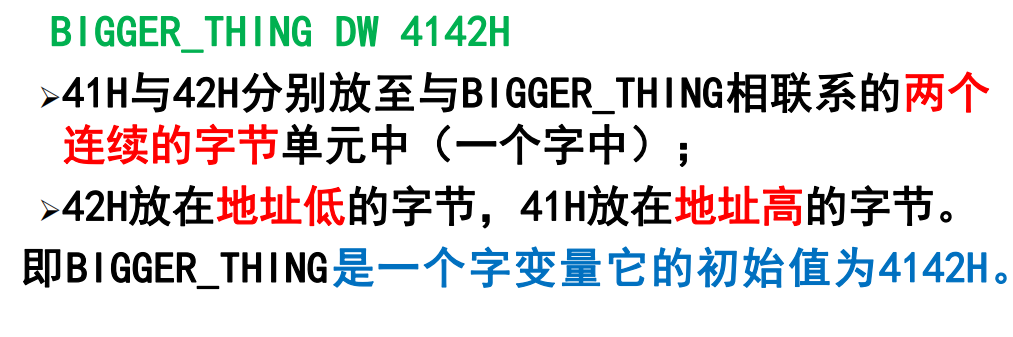 BIGGER_THING DW 4142H
➢41H与42H分别放至与BIGGER_THING相联系的两个
连续的字节单元中（一个字中）；
➢42H放在地址低的字节，41H放在地址高的字节。
即BIGGER_THING是一个字变量它的初始值为4142H。